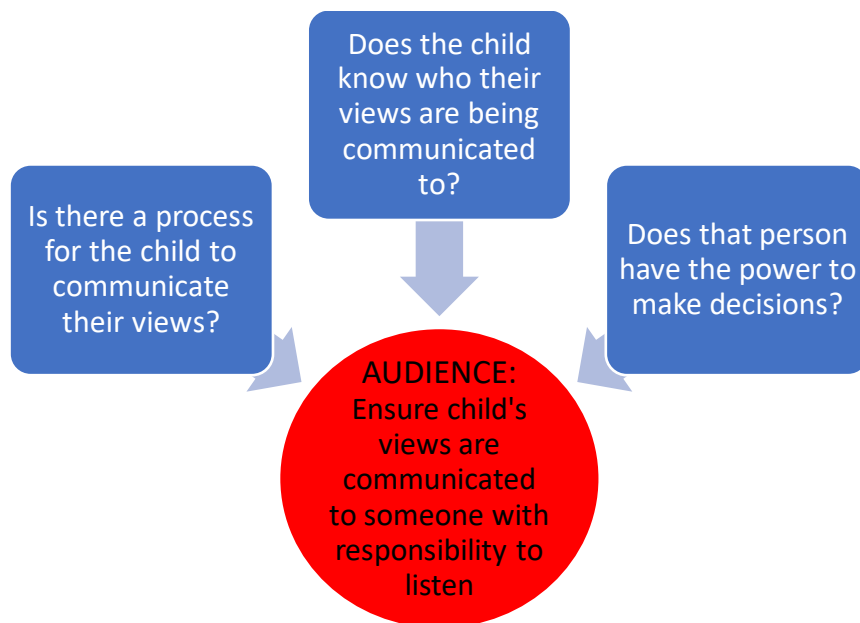 Does the child
know who their
views are being
communicated
to?
Is there a process
for the child to
communicate
their views?
Does that person
have the power to
make decisions?
AUDIENCE:
Ensure child's
views are
communicated
to someone with
responsibility to
listen